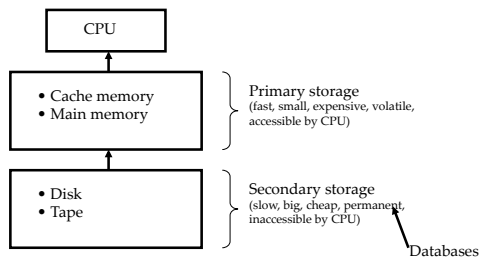 CPU
• Cache memory
• Main memory
Primary storage
(fast, small, expensive, volatile,
accessible by CPU)
• Disk
• Tape
Secondary storage
(slow, big, cheap, permanent,
inaccessible by CPU)
Databases